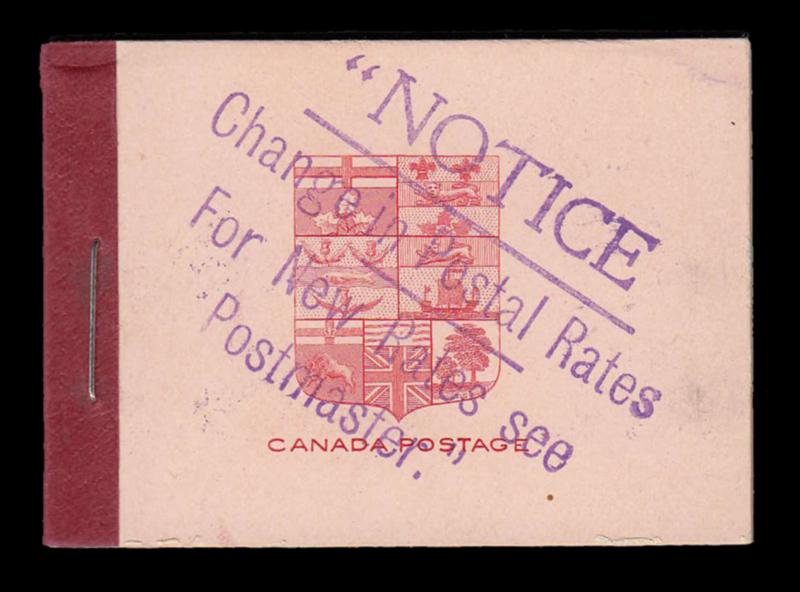 "NOTICE
Change in Postal Rates
For New Rates see
Postmaster."
CANADA POSTAGE